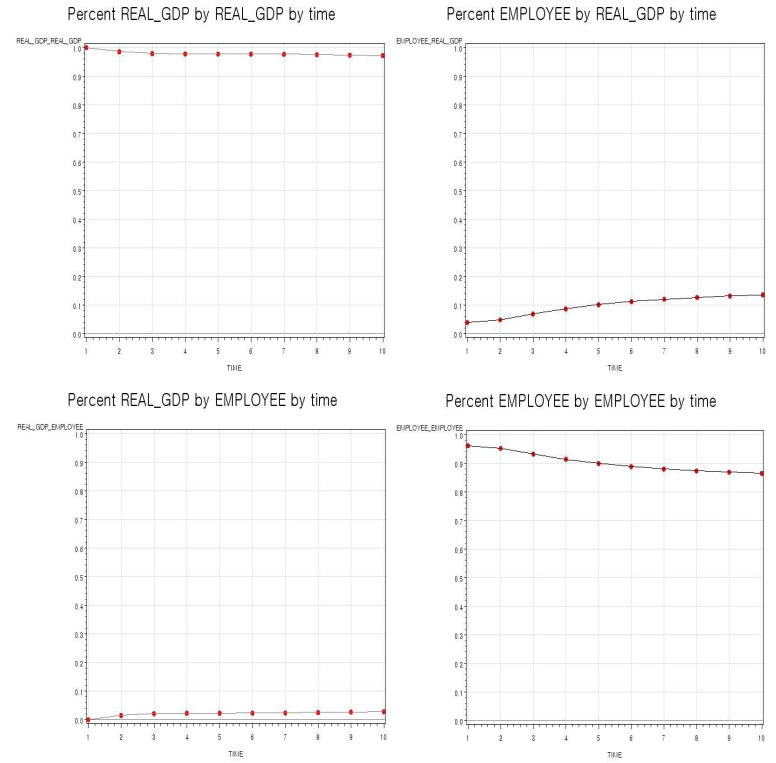 Percent REAL_GDP by REAL_GDP by time
REAL_GDP_REAL_GDP
1.0
0.9
0.8
0.7
0.6
0.5
0.4
0.3
0.2
0.1
0.0
1 2 3 4 5 6 7 8 9 10
TIME
Percent EMPLOYEE by REAL_GDP by time
EMPLOYEE_REAL_GDP
1.0
0.9
0.8
0.7
0.6
0.5
0.4
0.3
0.2
0.1
0.0
1 2 3 4 5 6 7 8 9 10
TIME
Percent REAL_GDP by EMPLOYEE by time
REAL_GDP_EMPLOYEE
1.0
0.9
0.8
0.7
0.6
0.5
0.4
0.3
0.2
0.1
0.0
1 2 3 4 5 6 7 8 9 10
TIME
Percent EMPLOYEE by EMPLOYEE by time
EMPLOYEE_EMPLOYEE
1.0
0.9
0.8
0.7
0.6
0.5
0.4
0.3
0.2
0.1
0.0
1 2 3 4 5 6 7 8 9 10
TIME